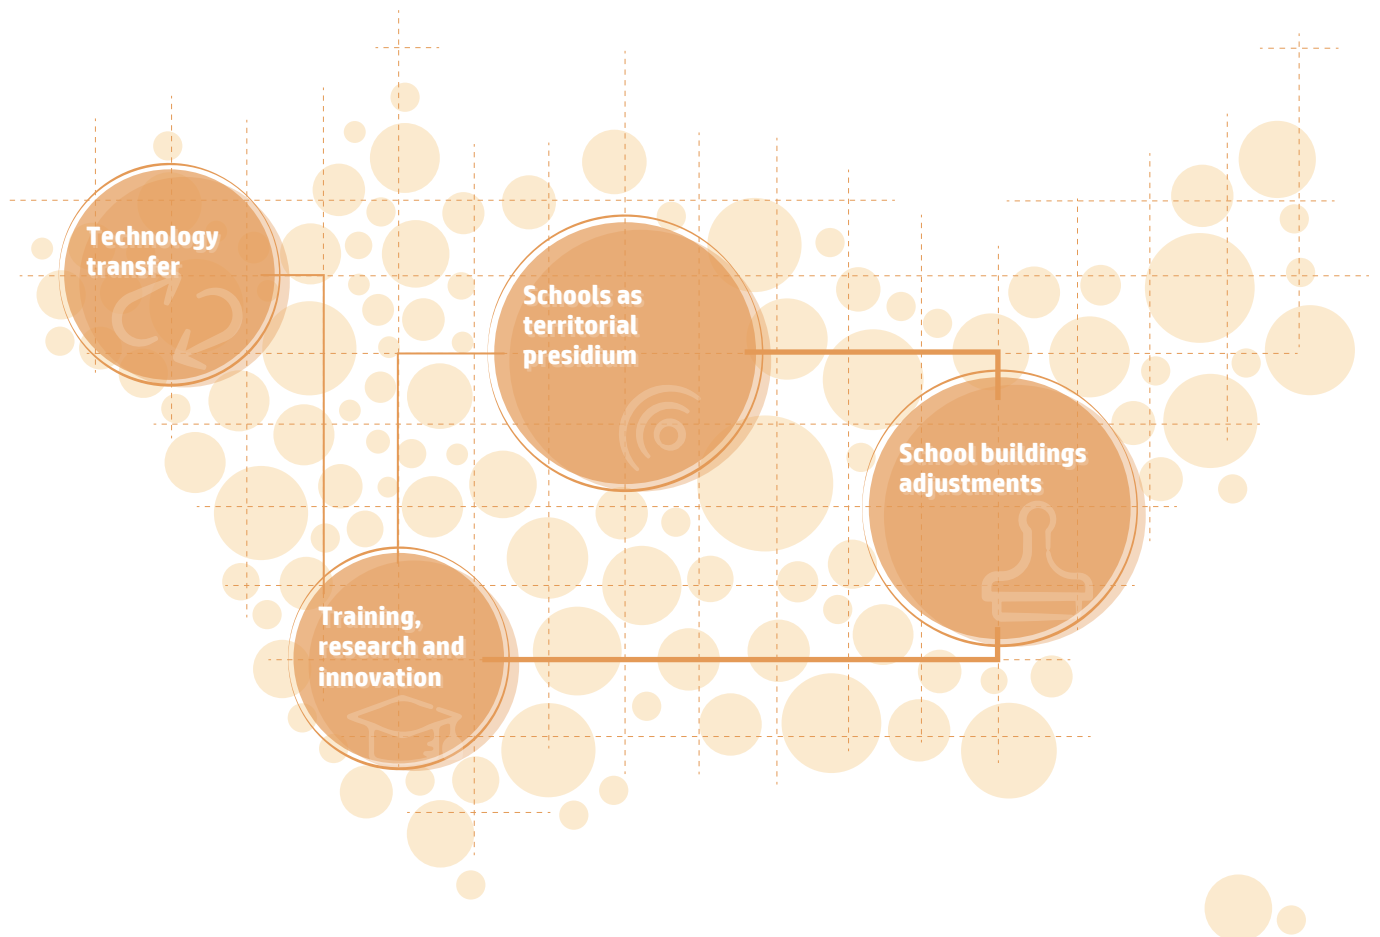 Technology
transfer
Schools as
territorial
presidium
School buildings
adjustments
Training,
research and
innovation